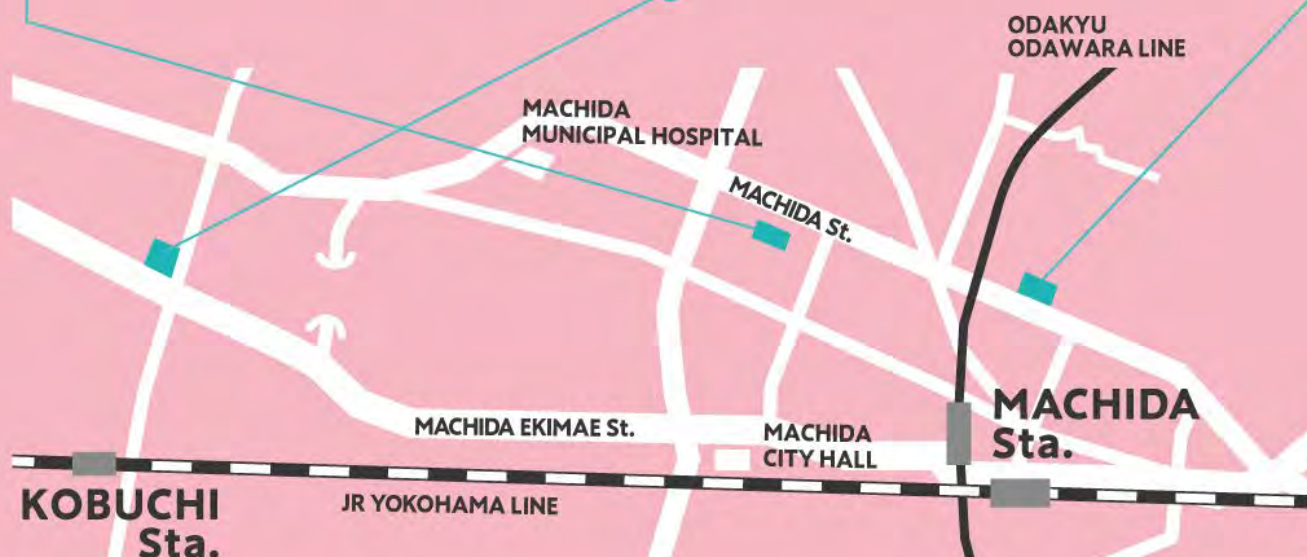 ODAKYU
ODAWARA LINE
MACHIDA
MUNICIPAL HOSPITAL
MACHIDA St.
MACHIDA
Sta.
MACHIDA EKIMAE St.
MACHIDA
CITY HALL
KOBUCHI
Sta.
JR YOKOHAMA LINE